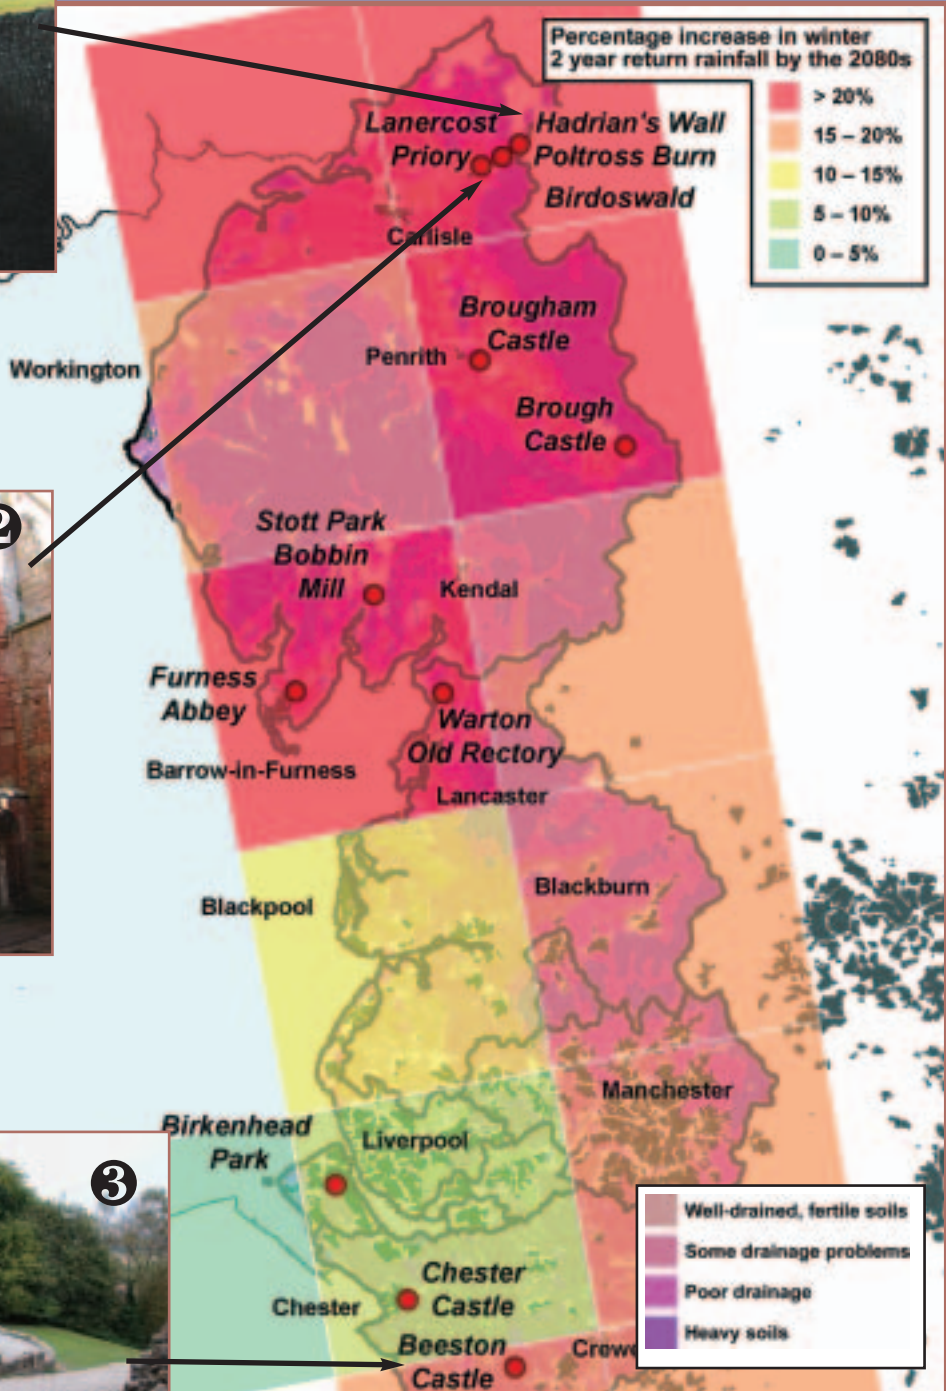 Percentage increase in winter
2 year return rainfall by the 2080s
> 20%
15 – 20%
10 – 15%
5 – 10%
0 – 5%
Lanercost
Priory
Hadrian's Wall
Poltross Burn
Birdoswald
Carlisle
Brougham
Castle
Penrith
Workington
Brough
Castle
2
Stott Park
Bobbin
Mill
Kendal
Furness
Abbey
Warton
Old Rectory
Barrow-in-Furness
Lancaster
Blackburn
Blackpool
Manchester
Birkenhead
Park
Liverpool
3
Well-drained, fertile soils
Some drainage problems
Poor drainage
Heavy soils
Chester
Castle
Chester
Beeston
Castle
Crewe